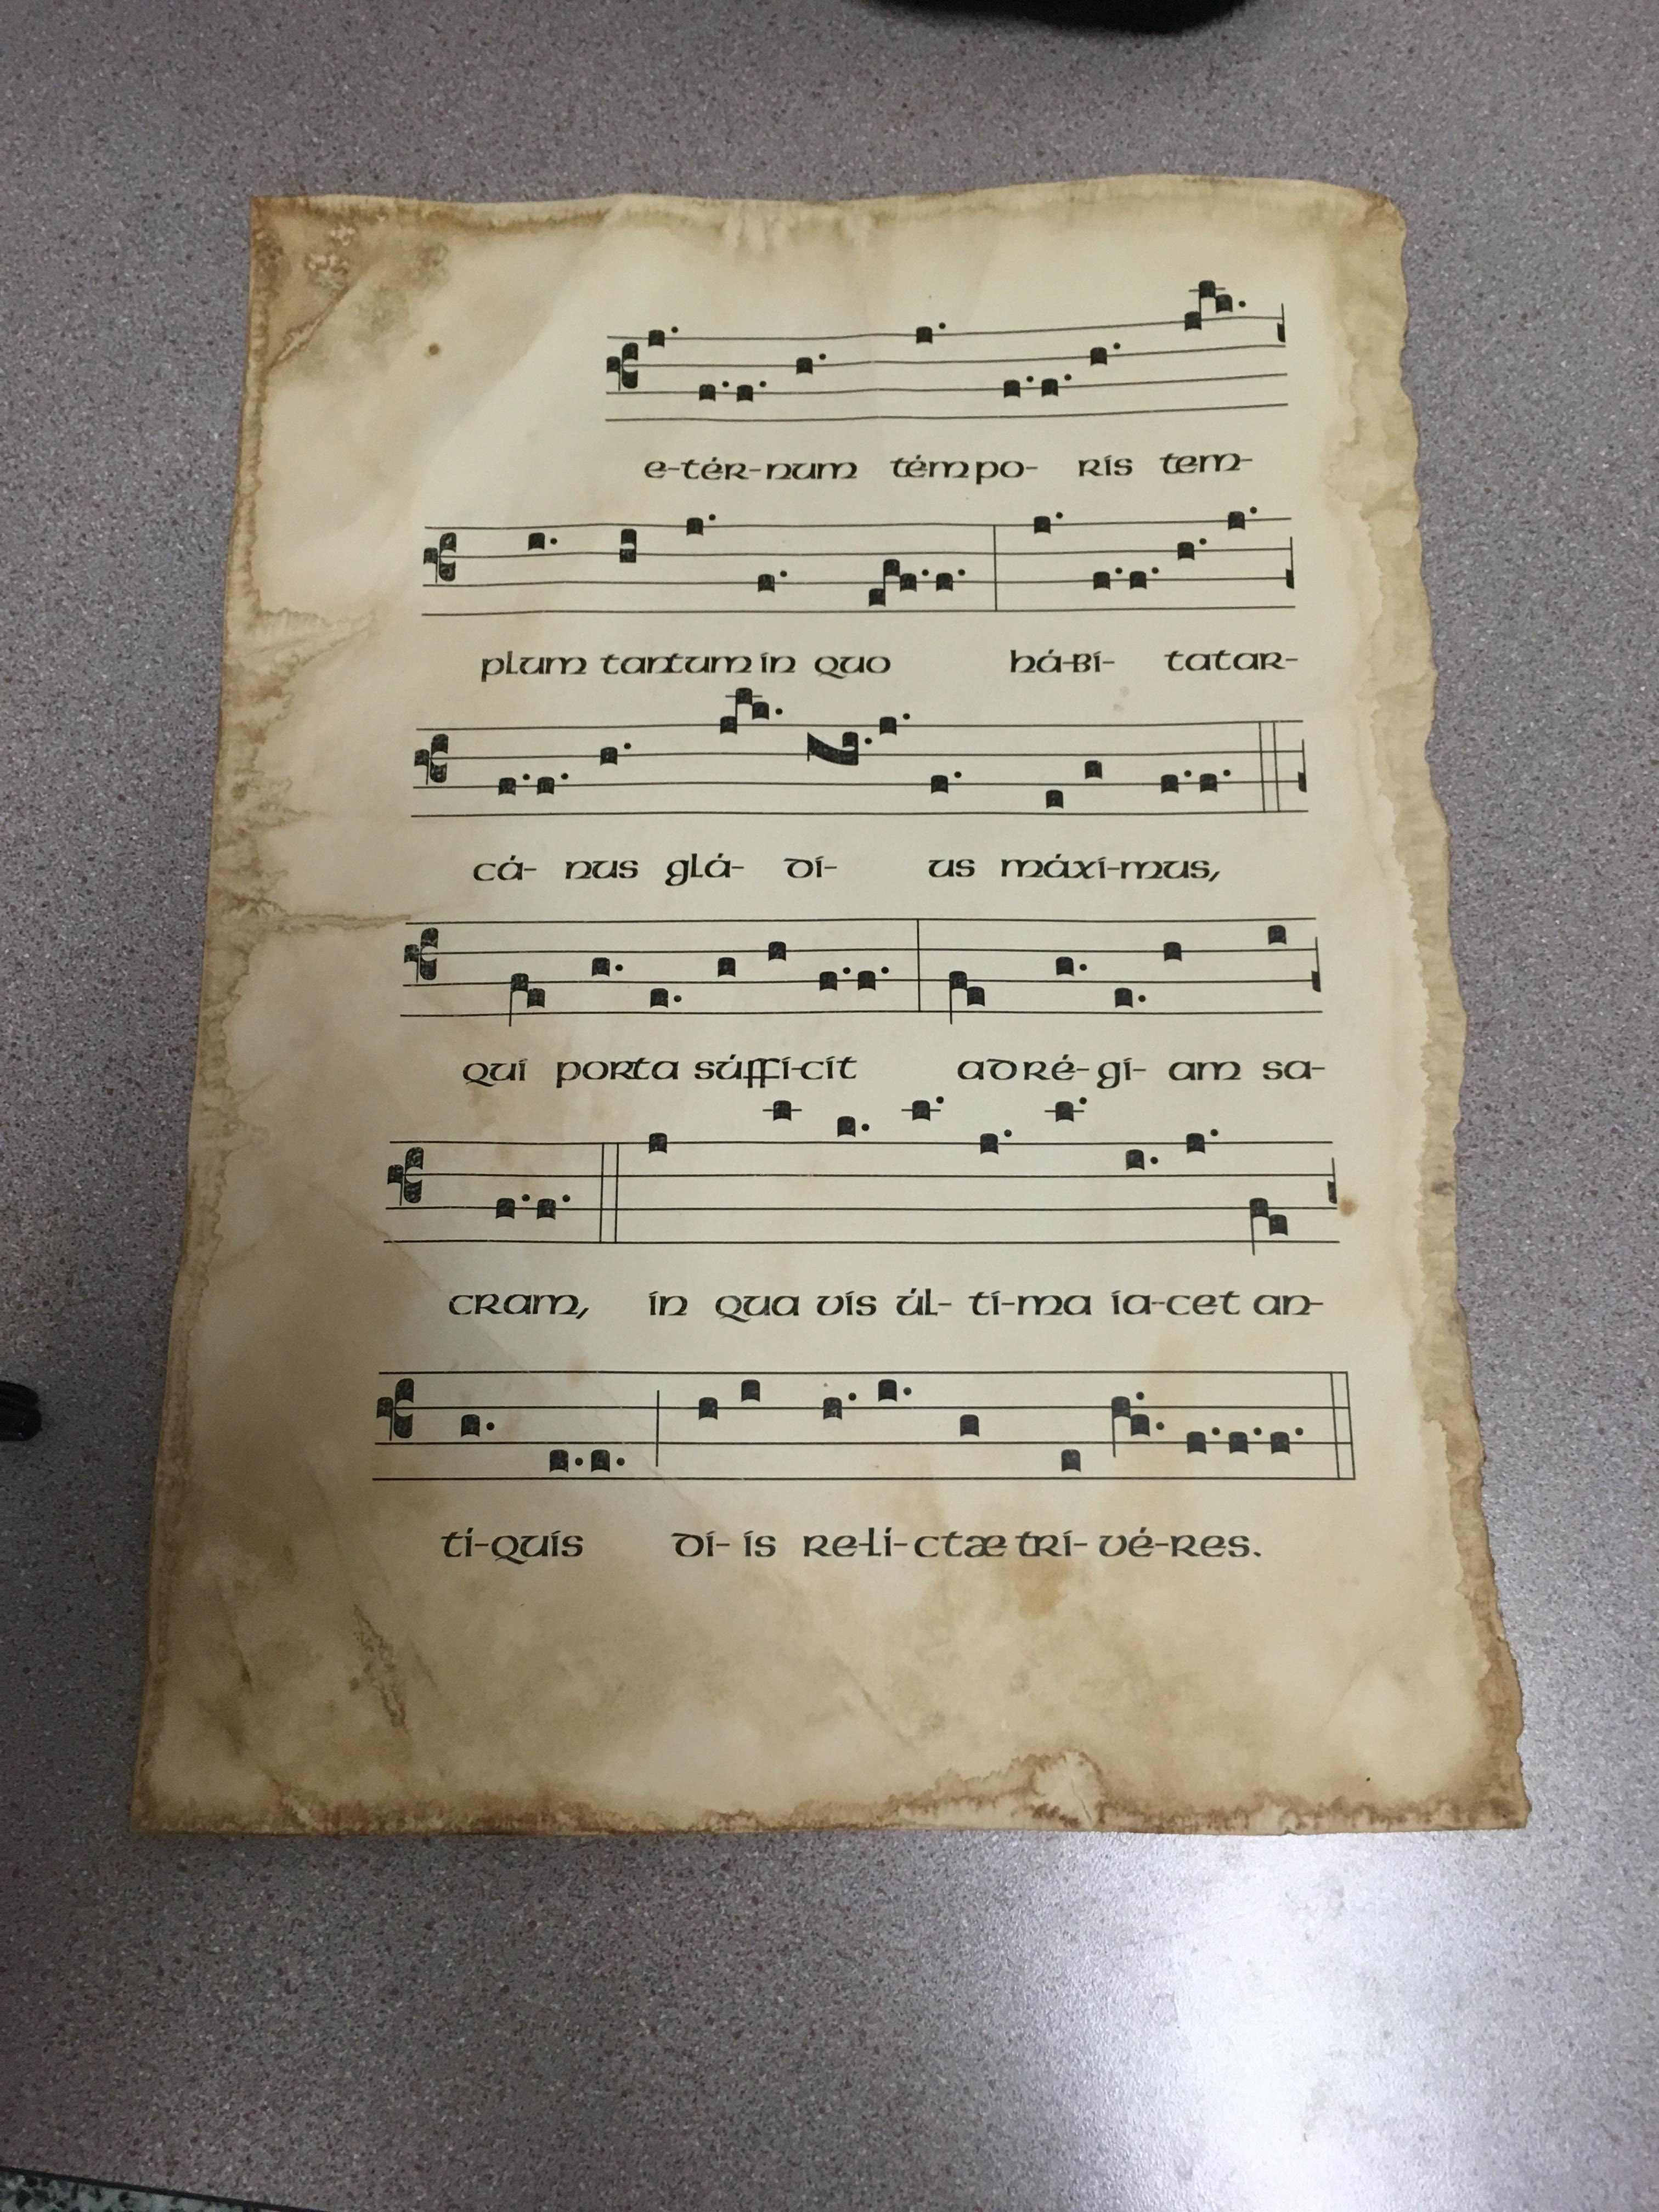 e-tér-num témpo- ris tem-
plum tantum in quo há-bi- tatar-
cá- nus glá- di- us máxi-mus,
qui porta súffi-cit ad ré-gi- am sa-
cram, in qua vis úl- ti-ma ia-cet an-
tí-quis di- is re-lí-ctæ tri- vé-res.